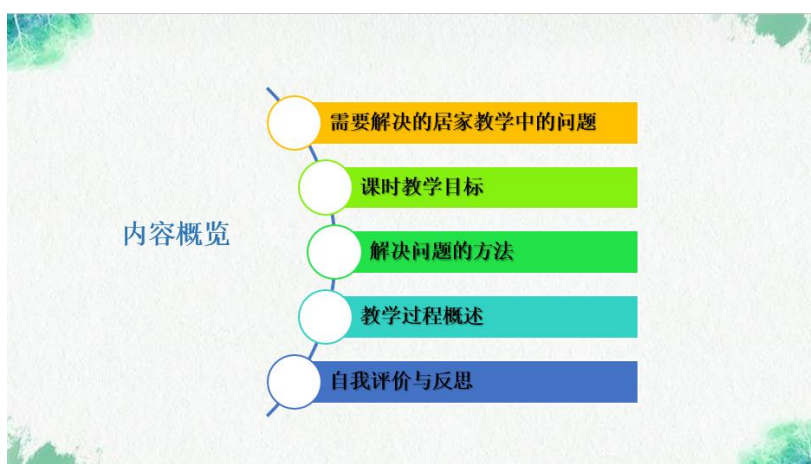 需要解决的居家教学中的问题
课时教学目标
内容概览
解决问题的方法
教学过程概述
自我评价与反思